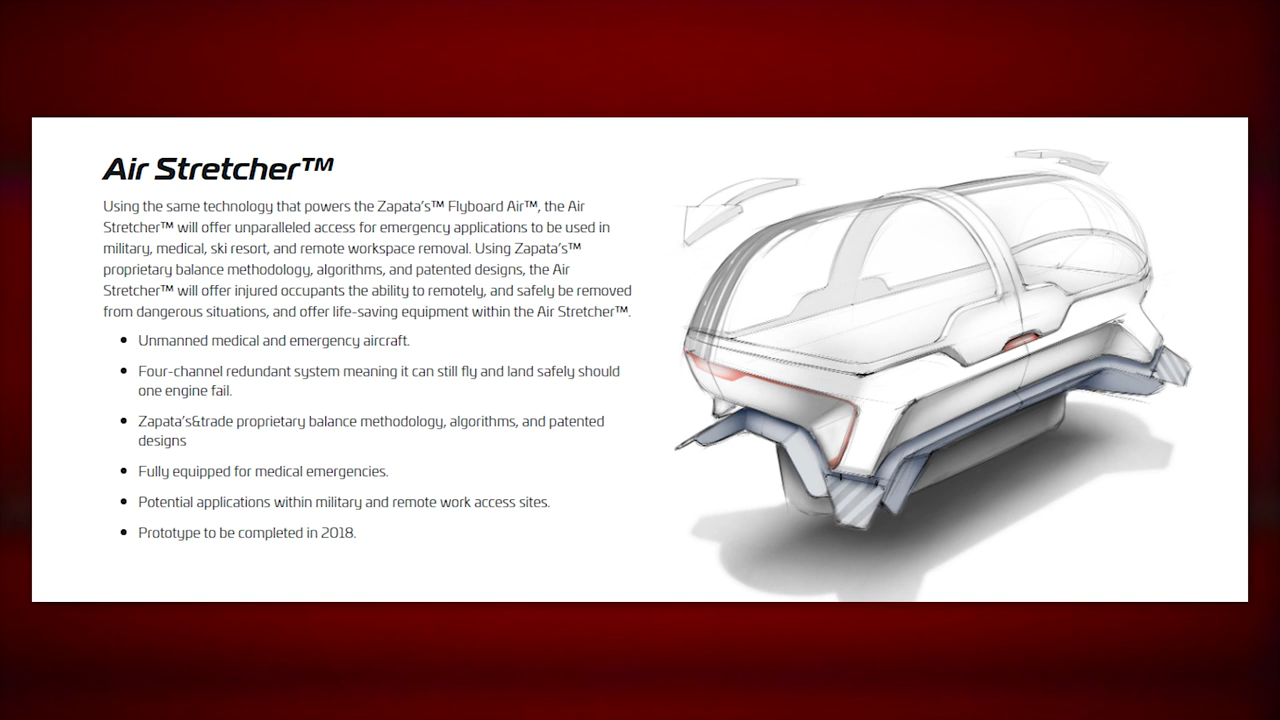 Air Stretcher™
Using the same technology that powers the Zapata's™ Flyboard Air™, the Air
Stretcher™ will offer unparalleled access for emergency applications to be used in
military, medical, ski resort, and remote workspace removal. Using Zapata's™
proprietary balance methodology, algorithms, and patented designs, the Air
Stretcher™ will offer injured occupants the ability to remotely, and safely be removed
from dangerous situations, and offer life-saving equipment within the Air Stretcher™.
• Unmanned medical and emergency aircraft.
• Four-channel redundant system meaning it can still fly and land safely should
one engine fail.
• Zapata's&trade proprietary balance methodology, algorithms, and patented
designs
• Fully equipped for medical emergencies.
• Potential applications within military and remote work access sites.
• Prototype to be completed in 2018.